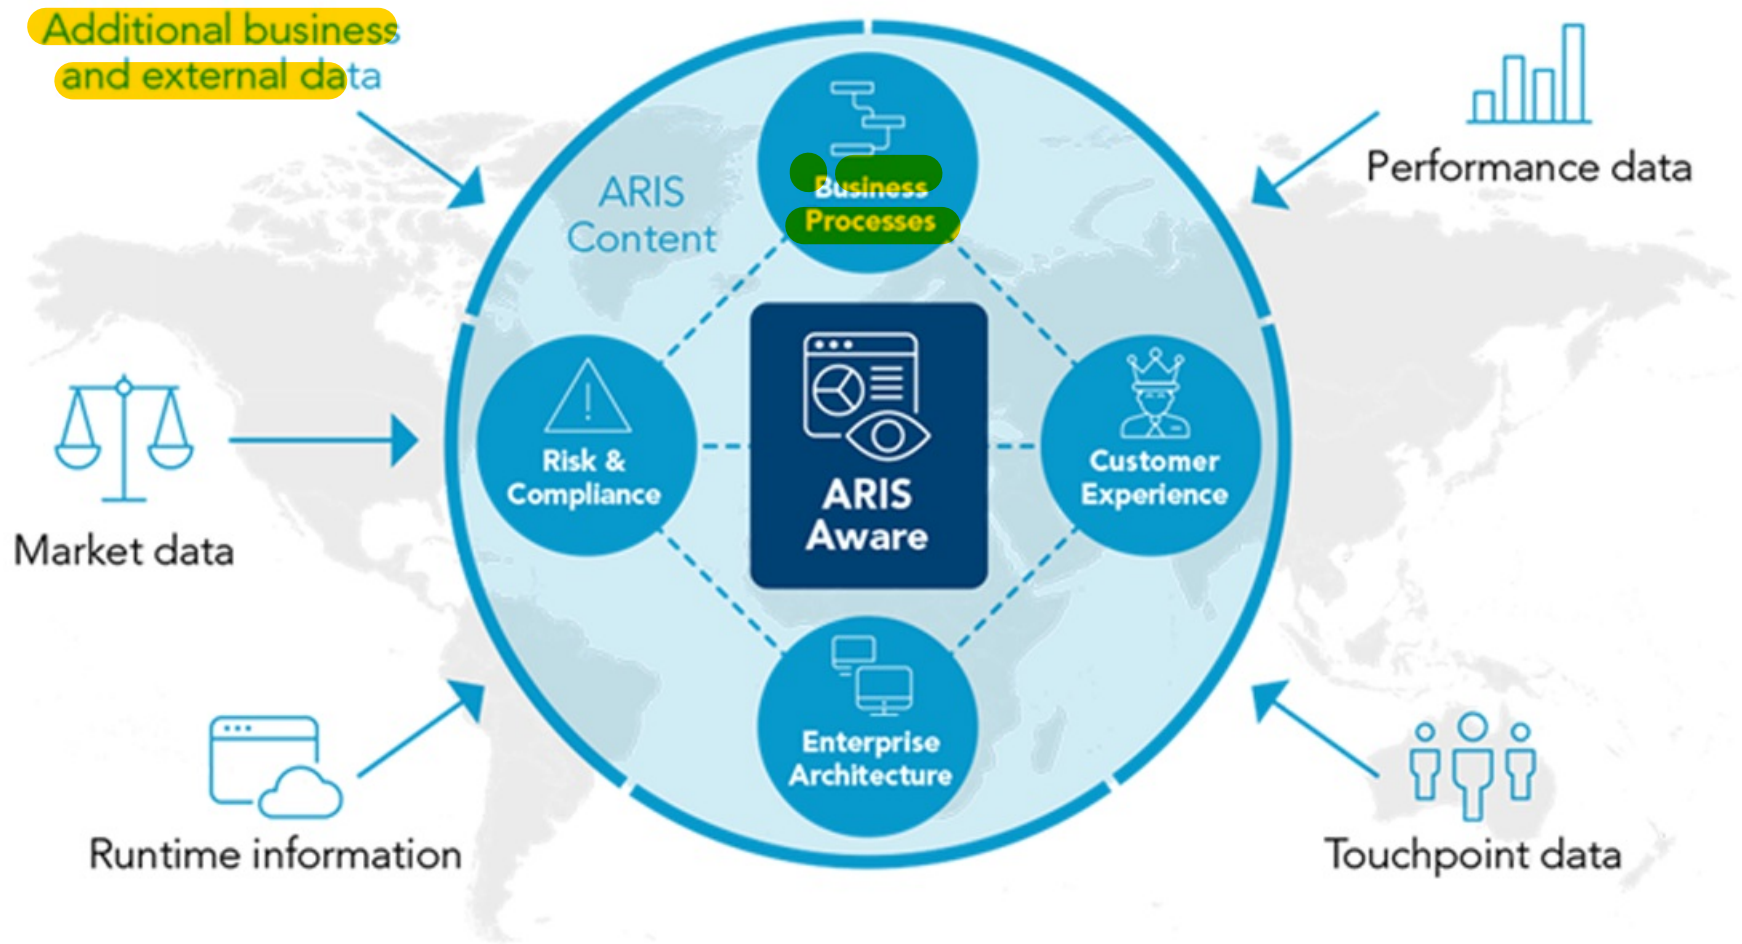 Additional business
and external data
Performance data
ARIS
Content
Business
Processes
Risk &
Compliance
ARIS
Aware
Customer
Experience
Market data
Enterprise
Architecture
Runtime information
Touchpoint data